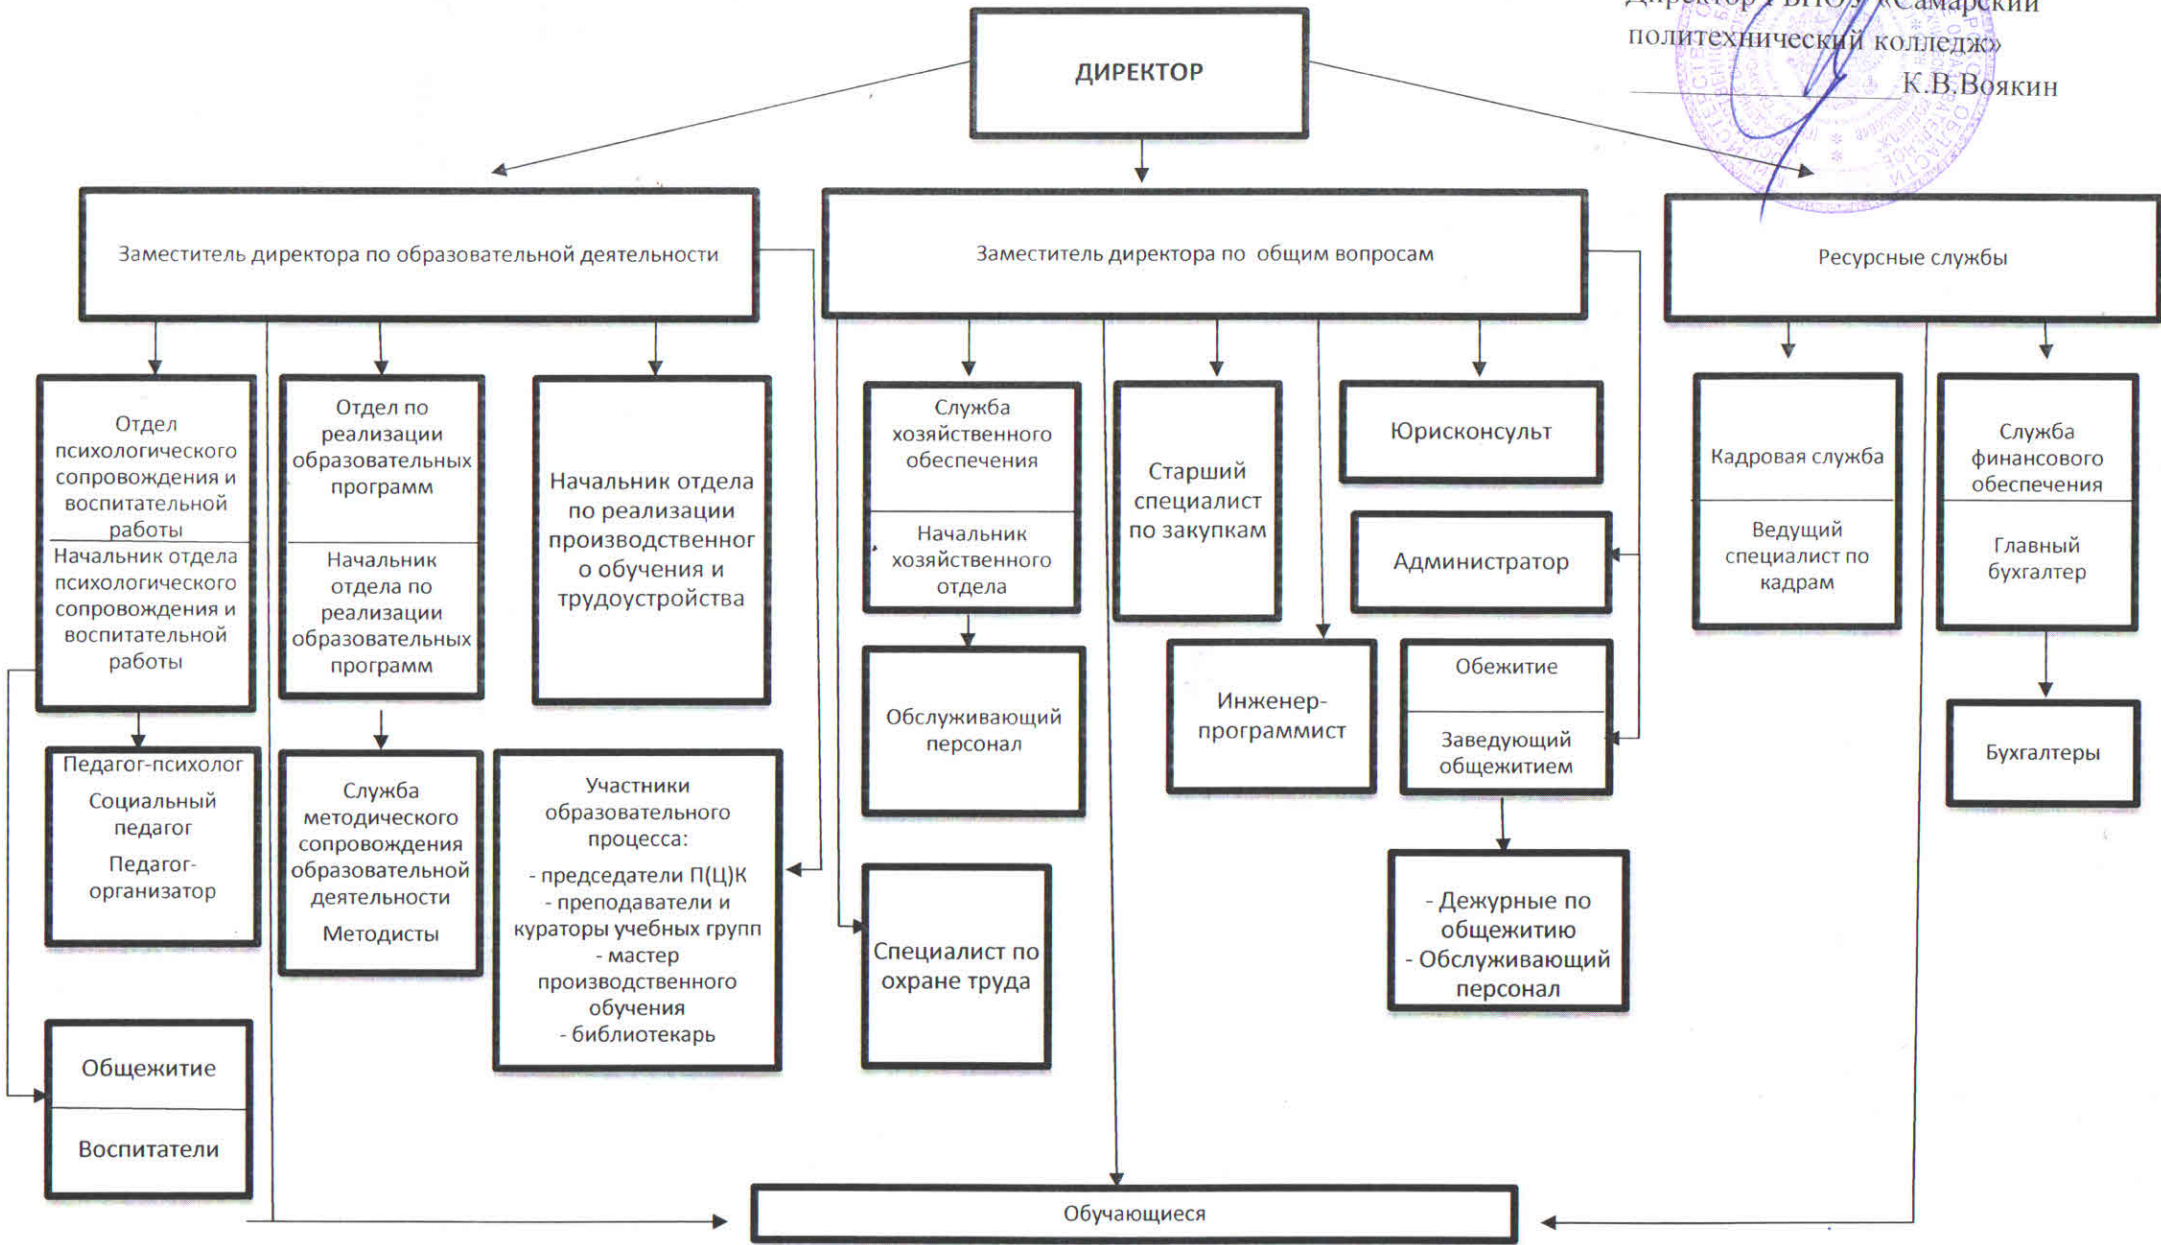 Директор ГБПОУ «Самарский
политехнический колледж»
К.В.Воякин
ДИРЕКТОР
Заместитель директора по образовательной деятельности
Заместитель директора по общим вопросам
Ресурсные службы
Отдел
психологического
сопровождения и
воспитательной
работы
Начальник отдела
психологического
сопровождения и
воспитательной
работы
Отдел по
реализации
образовательных
программ
Начальник
отдела по
реализации
образовательных
программ
Начальник отдела
по реализации
производственног
о обучения и
трудоустройства
Служба
хозяйственного
обеспечения
Начальник
хозяйственного
отдела
Старший
специалист
по закупкам
Юрисконсульт
Администратор
Кадровая служба
Ведущий
специалист по
кадрам
Служба
финансового
обеспечения
Главный
бухгалтер
Педагог-психолог
Социальный
педагог
Педагог-
организатор
Служба
методического
сопровождения
образовательной
деятельности
Методисты
Участники
образовательного
процесса:
- председатели П(Ц)К
- преподаватели и
кураторы учебных групп
- мастер
производственного
обучения
- библиотекарь
Обслуживающий
персонал
Инженер-
программист
Обежитие
Заведующий
общежитием
Бухгалтеры
Специалист по
охране труда
- Дежурные по
общежитию
- Обслуживающий
персонал
Общежитие
Воспитатели
Обучающиеся